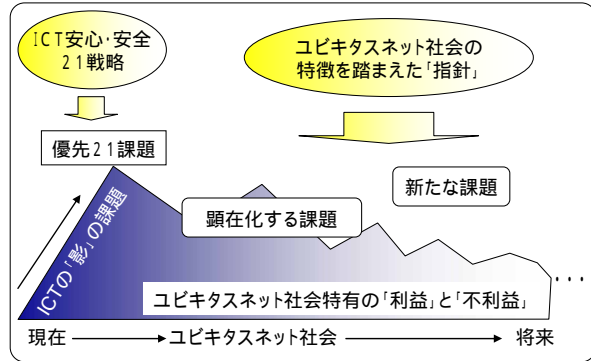 ICT安心・安全
21戦略
ユビキタスネット社会の
特徴を踏まえた「指針」
優先21課題
新たな課題
顕在化する課題
ICTの「影」の課題
・・・
ユビキタスネット社会特有の「利益」と「不利益」
現在 ユビキタスネット社会 将来